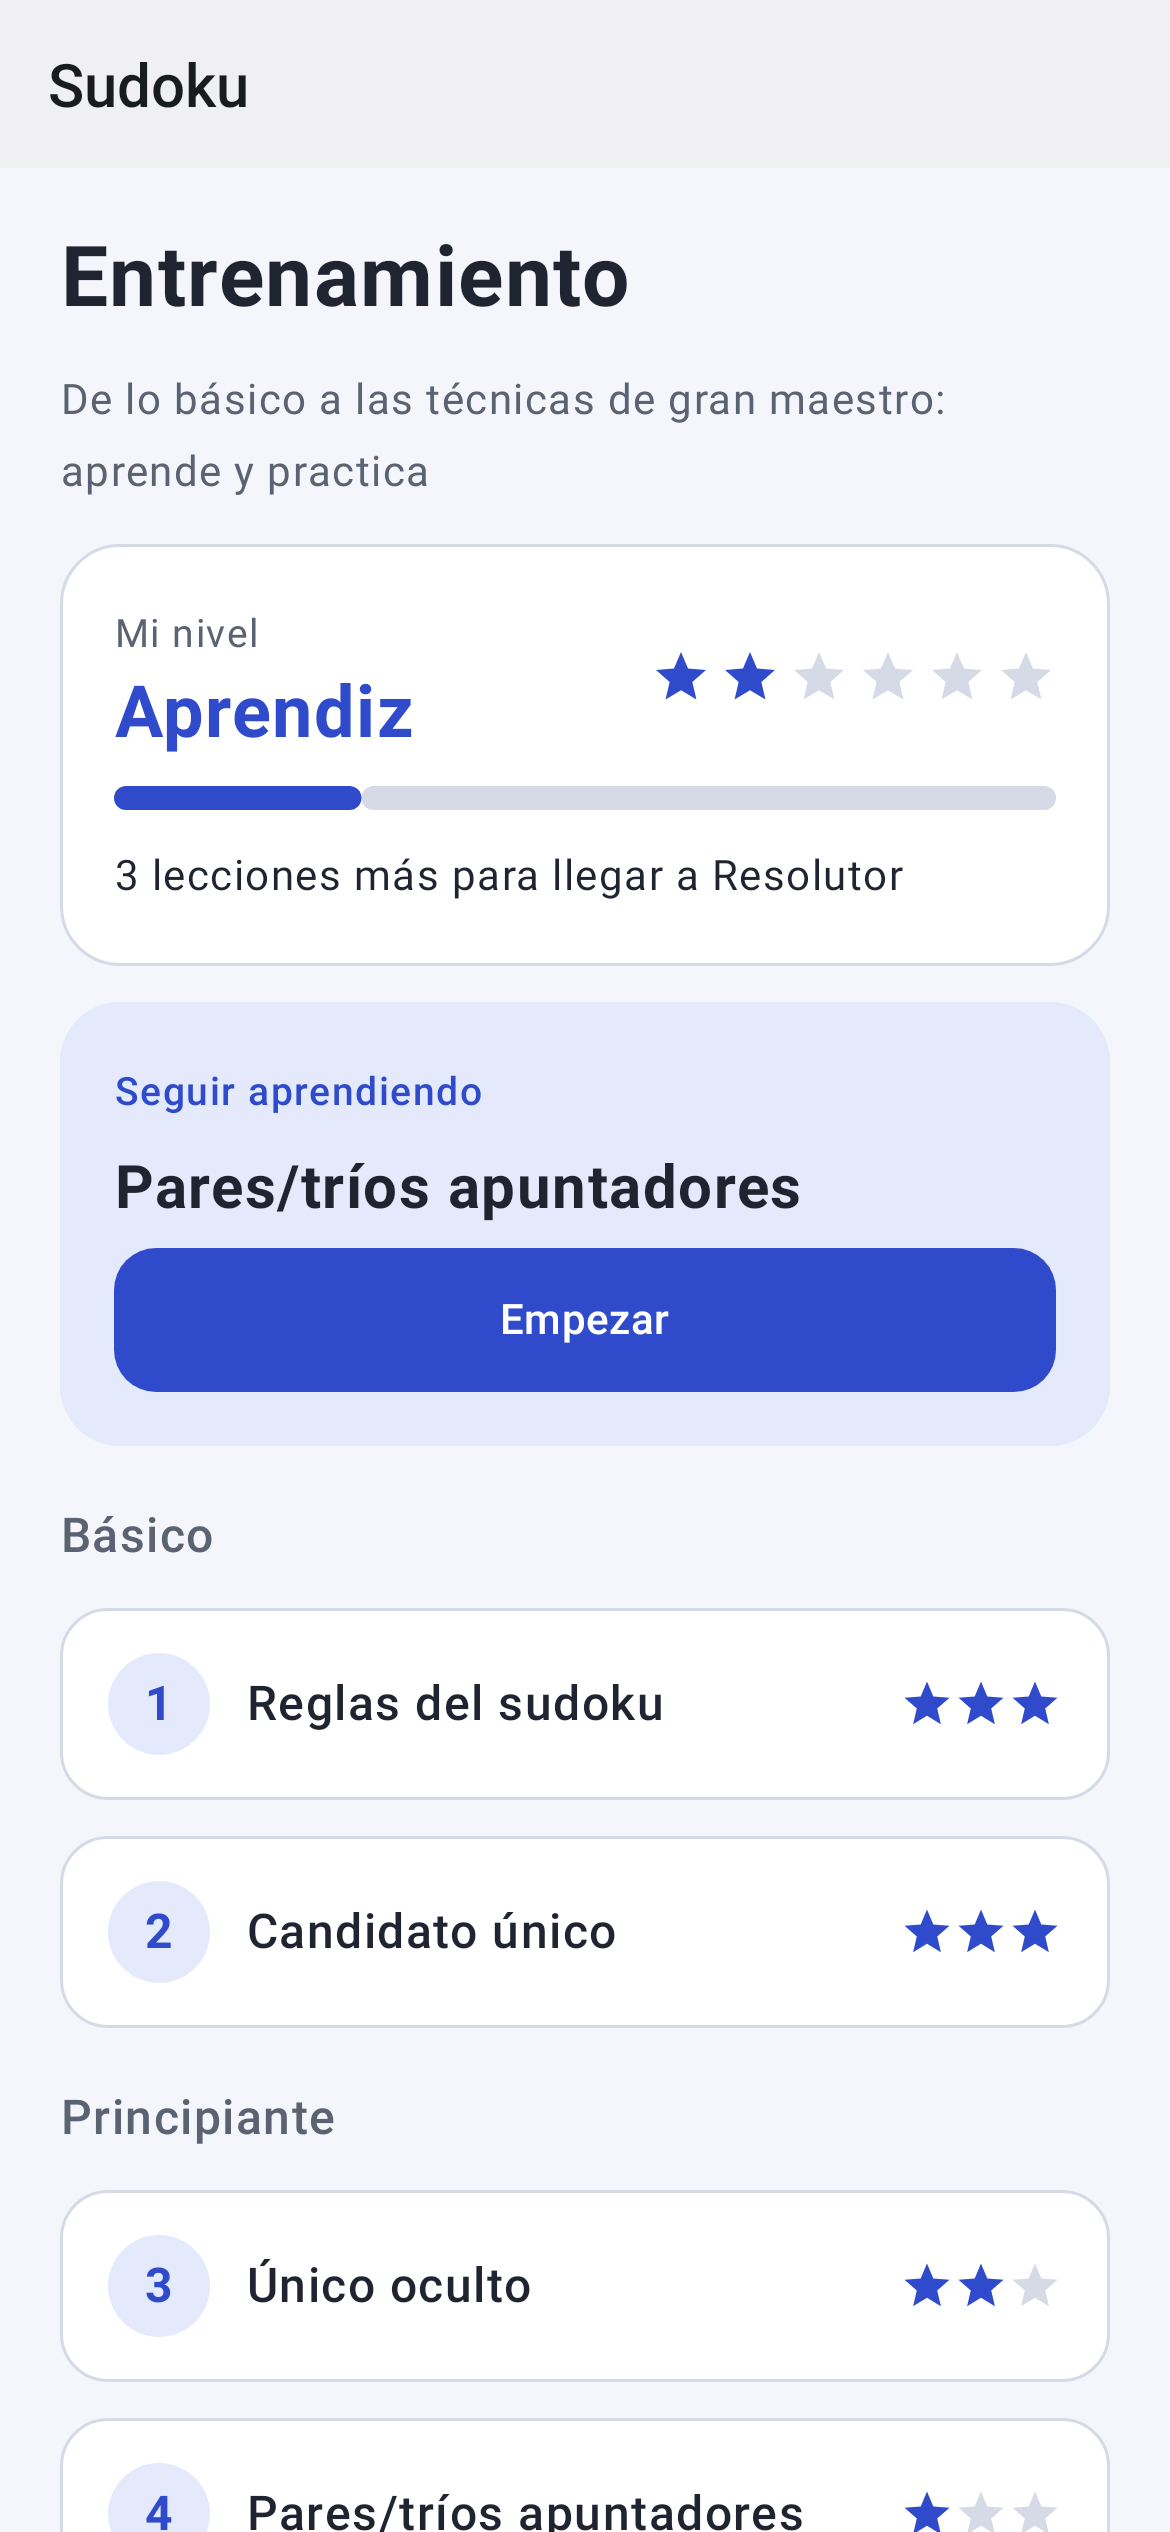 Sudoku
Entrenamiento
De lo básico a las técnicas de gran maestro:
aprende y practica
Mi nivel
Aprendiz
3 lecciones más para llegar a Resolutor
Seguir aprendiendo
Pares/tríos apuntadores
Empezar
Básico
1 Reglas del sudoku
2 Candidato único
Principiante
3 Único oculto
4 Pares/tríos apuntadores